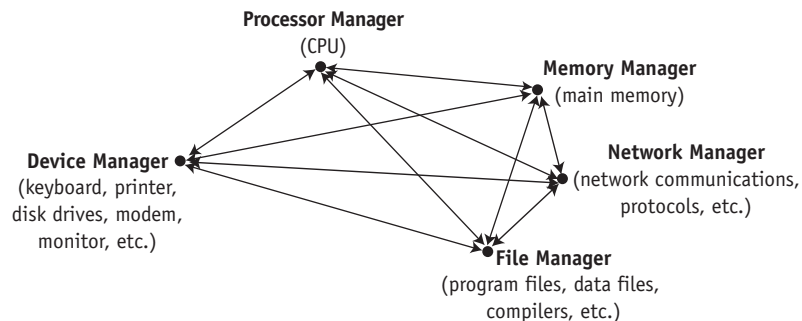 Processor Manager
(CPU)
Memory Manager
(main memory)
Device Manager
(keyboard, printer,
disk drives, modem,
monitor, etc.)
Network Manager
(network communications,
protocols, etc.)
File Manager
(program files, data files,
compilers, etc.)